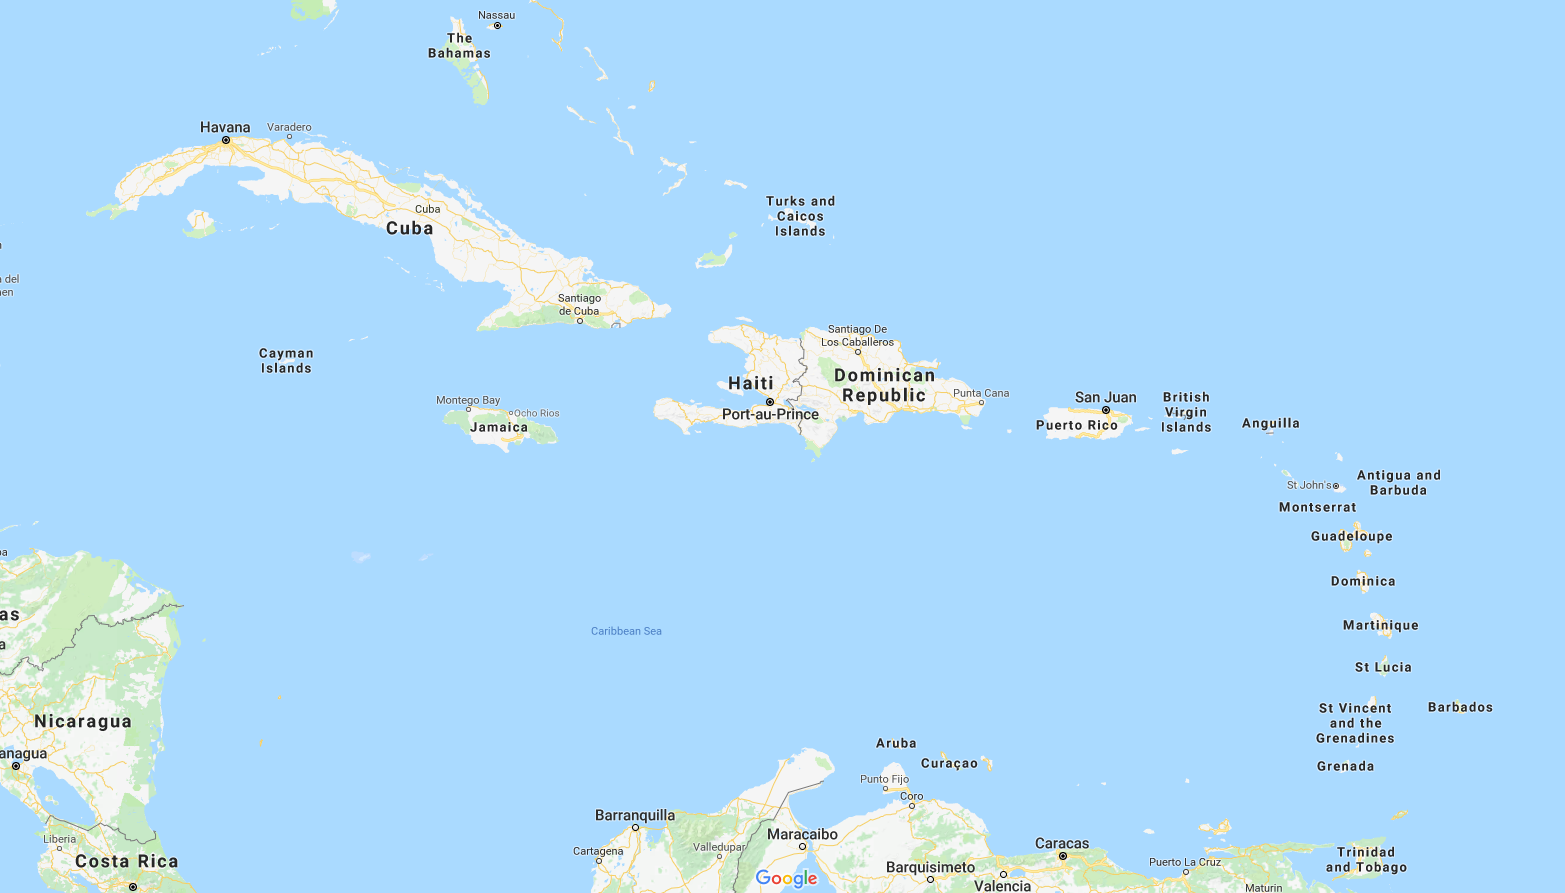 Nassau
The
Bahamas
Havana
Varadero
Turks and
Caicos
Islands
Cuba
Cuba
del
Santiago
de Cuba
Cayman
Islands
Santiago De
Los Caballeros
Haiti
Dominican
Republic
Port-au-Prince
Punta Cana
Montego Bay
Ocho Rios
Jamaica
San Juan
Puerto Rico
British
Virgin
Islands
Anguilla
Antigua and
Barbuda
St John's
Montserrat
Guadeloupe
Dominica
Martinique
Caribbean Sea
St Lucia
St Vincent
and the
Grenadines
Barbados
Grenada
as
a
Nicaragua
anagua
Aruba
Curaçao
Punto Fijo
Coro
Barranquilla
Maracaibo
Cartagena
Valledupar
Liberia
Costa Rica
Caracas
Barquisimeto
Valencia
Puerto La Cruz
Maturin
Trinidad
and Tobago
Google